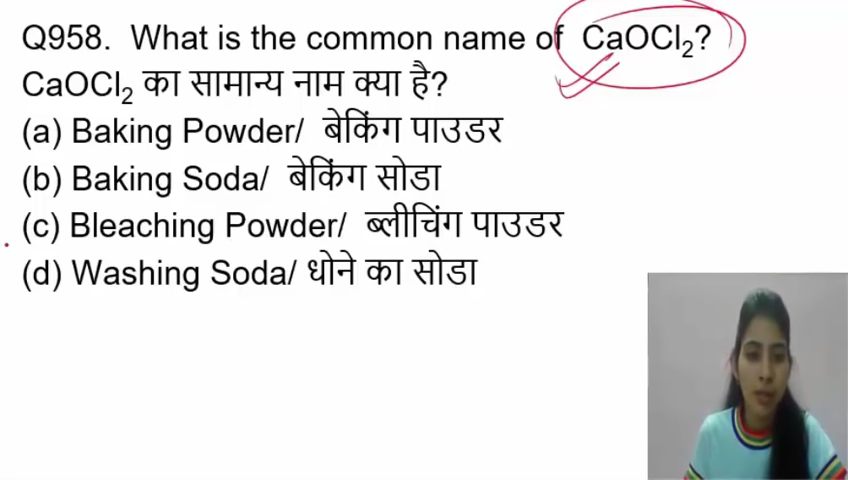 Q958. What is the common name of CaOCl₂?
CaOCl₂ का सामान्य नाम क्या है?
(a) Baking Powder/ बेकिंग पाउडर
(b) Baking Soda/ बेकिंग सोडा
(c) Bleaching Powder/ ब्लीचिंग पाउडर
(d) Washing Soda/ धोने का सोडा